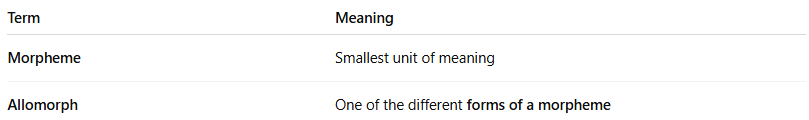 Term Meaning
Morpheme Smallest unit of meaning
Allomorph One of the different forms of a morpheme